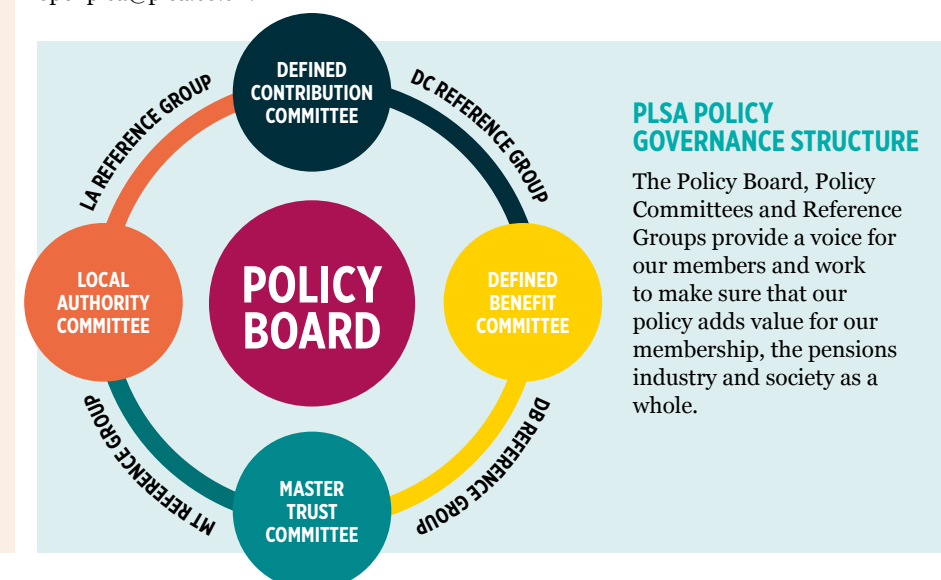 DEFINED
CONTRIBUTION
COMMITTEE
DC REFERENCE GROUP
DEFINED
BENEFIT
COMMITTEE
DB REFERENCE GROUP
MASTER
TRUST
COMMITTEE
MT REFERENCE GROUP
LOCAL
AUTHORITY
COMMITTEE
LA REFERENCE GROUP
POLICY
BOARD
PLSA POLICY
GOVERNANCE STRUCTURE
The Policy Board, Policy
Committees and Reference
Groups provide a voice for
our members and work
to make sure that our
policy adds value for our
membership, the pensions
industry and society as a
whole.